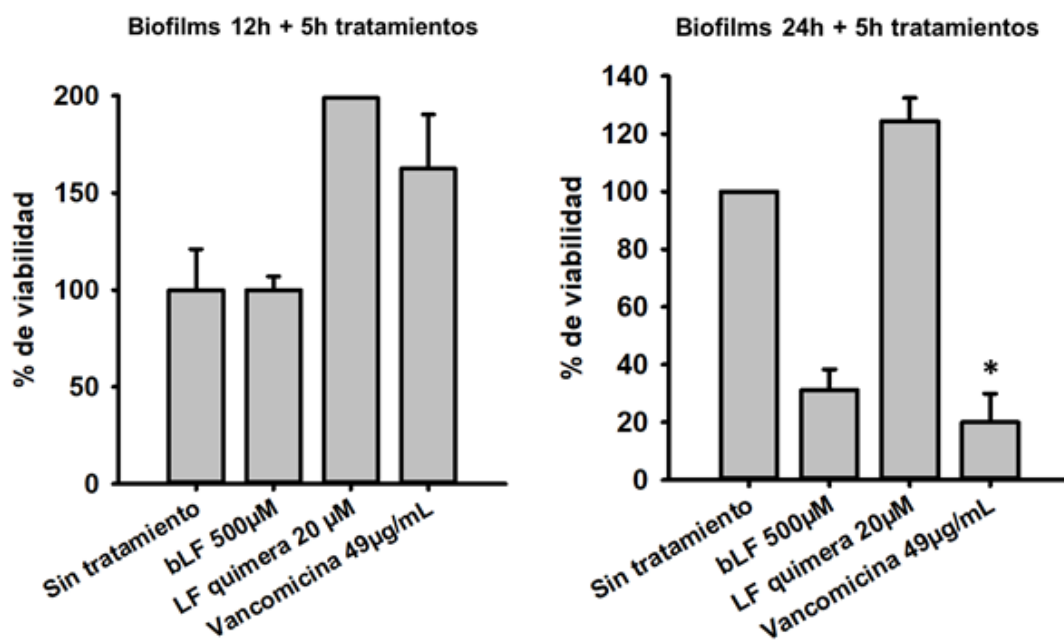 Biofilms 12h + 5h tratamientos
% de viabilidad
200
150
100
50
0
Sin tratamiento
bLF 500µM
LF quimera 20 µM
Vancomicina 49µg/mL
Biofilms 24h + 5h tratamientos
% de viabilidad
140
120
100
80
60
40
20
0
*
Sin tratamiento
bLF 500µM
LF quimera 20µM
Vancomicina 49µg/mL